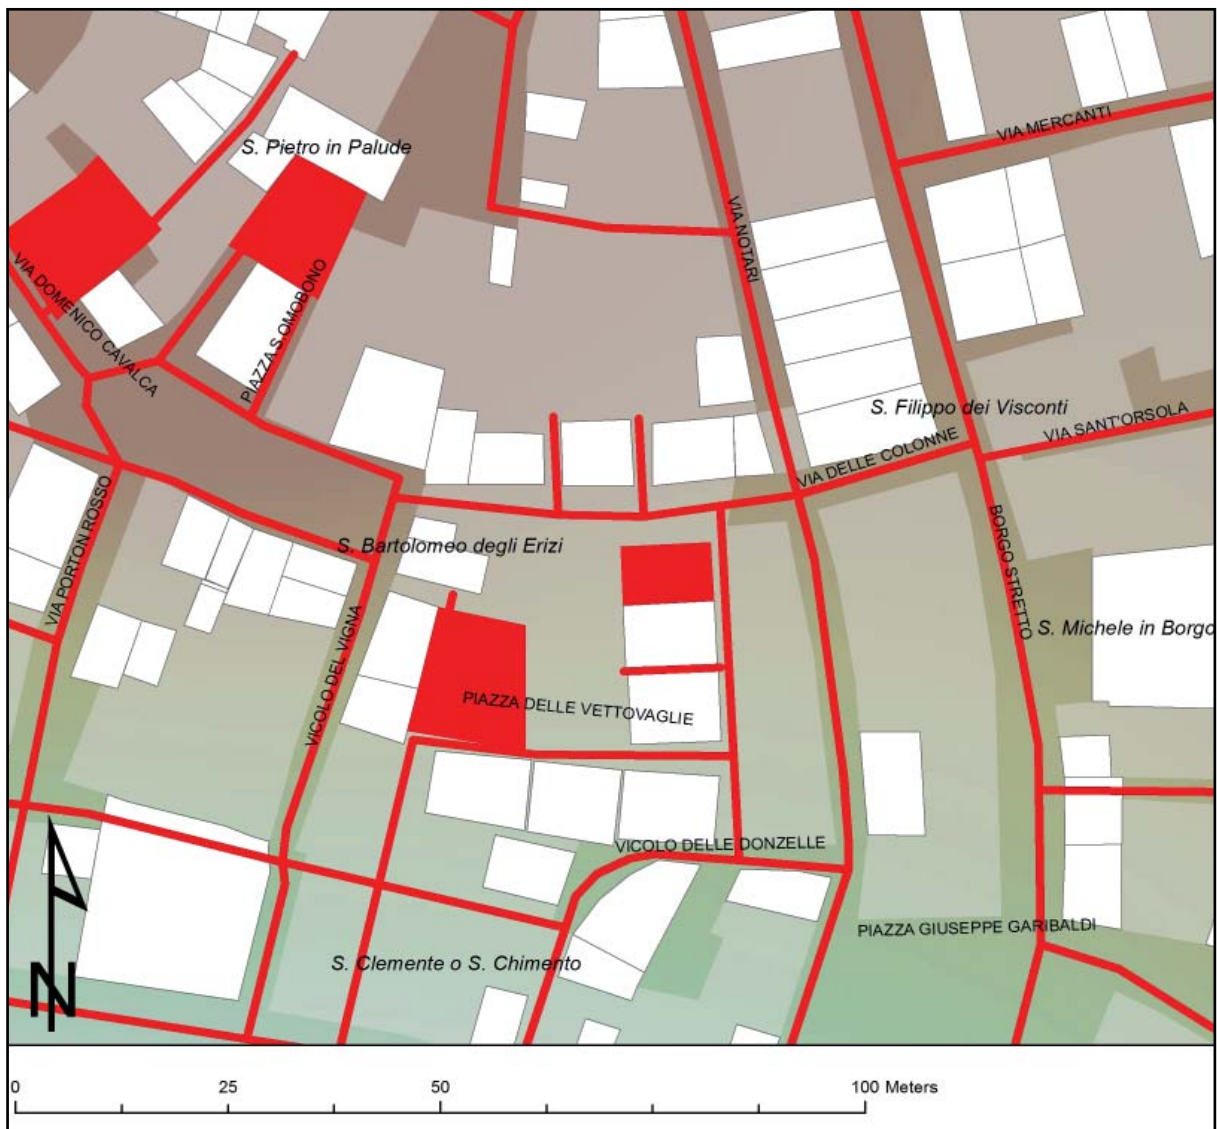 VIA MERCANTI
S. Pietro in Palude
VIA NOTARI
VIA DOMENICO CAVALCA
PIAZZA S.OMOBONO
S. Filippo dei Visconti
VIA SANT'ORSOLA
VIA DELLE COLONNE
VIA PORTON ROSSO
S. Bartolomeo degli Erizi
BORGO STRETTO
VICOLO DEL VIGNA
S. Michele in Borgo
PIAZZA DELLE VETTOVAGLIE
VICOLO DELLE DONZELLE
PIAZZA GIUSEPPE GARIBALDI
S. Clemente o S. Chimento
N
0 25 50 100 Meters